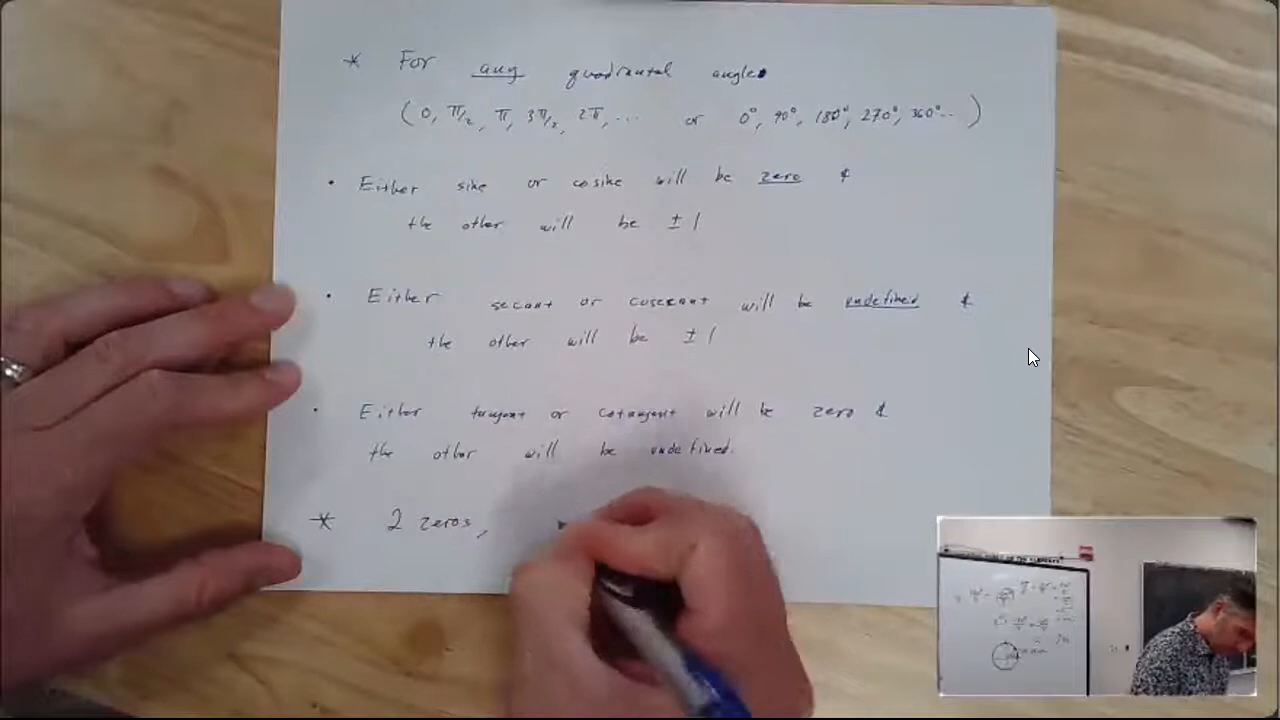 * For any quadrantal angle
(0, π/2, π, 3π/2, 2π, ... or 0°, 90°, 180°, 270°, 360°... )
• Either sine or cosine will be zero &
the other will be ± 1
• Either secant or cosecant will be undefined &
the other will be ± 1
• Either tangent or cotangent will be zero &
the other will be undefined.
* 2 zeros,